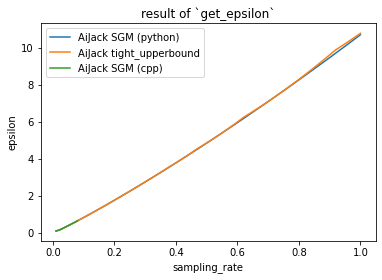 result of `get_epsilon`
AiJack SGM (python)
AiJack tight_upperbound
AiJack SGM (cpp)
epsilon
10
8
6
4
2
0
0.0 0.2 0.4 0.6 0.8 1.0
sampling_rate